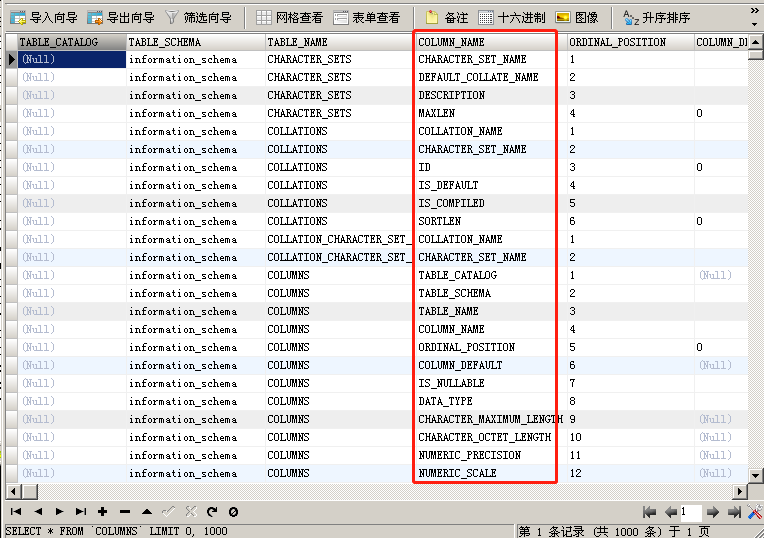 导入向导 导出向导 筛选向导 网格查看 表单查看 备注 十六进制 图像 升序排序
TABLE_CATALOG TABLE_SCHEMA TABLE_NAME COLUMN_NAME ORDINAL_POSITION COLUMN_DE
(Null) information_schema CHARACTER_SETS CHARACTER_SET_NAME 1
(Null) information_schema CHARACTER_SETS DEFAULT_COLLATE_NAME 2
(Null) information_schema CHARACTER_SETS DESCRIPTION 3
(Null) information_schema CHARACTER_SETS MAXLEN 4 0
(Null) information_schema COLLATIONS COLLATION_NAME 1
(Null) information_schema COLLATIONS CHARACTER_SET_NAME 2
(Null) information_schema COLLATIONS ID 3 0
(Null) information_schema COLLATIONS IS_DEFAULT 4
(Null) information_schema COLLATIONS IS_COMPILED 5
(Null) information_schema COLLATIONS SORTLEN 6 0
(Null) information_schema COLLATION_CHARACTER_SET_ COLLATION_NAME 1
(Null) information_schema COLLATION_CHARACTER_SET_ CHARACTER_SET_NAME 2
(Null) information_schema COLUMNS TABLE_CATALOG 1 (Null)
(Null) information_schema COLUMNS TABLE_SCHEMA 2
(Null) information_schema COLUMNS TABLE_NAME 3
(Null) information_schema COLUMNS COLUMN_NAME 4
(Null) information_schema COLUMNS ORDINAL_POSITION 5 0
(Null) information_schema COLUMNS COLUMN_DEFAULT 6 (Null)
(Null) information_schema COLUMNS IS_NULLABLE 7
(Null) information_schema COLUMNS DATA_TYPE 8
(Null) information_schema COLUMNS CHARACTER_MAXIMUM_LENGTH 9 (Null)
(Null) information_schema COLUMNS CHARACTER_OCTET_LENGTH 10 (Null)
(Null) information_schema COLUMNS NUMERIC_PRECISION 11 (Null)
(Null) information_schema COLUMNS NUMERIC_SCALE 12 (Null)
1
SELECT * FROM `COLUMNS` LIMIT 0, 1000 第 1 条记录 (共 1000 条) 于 1 页